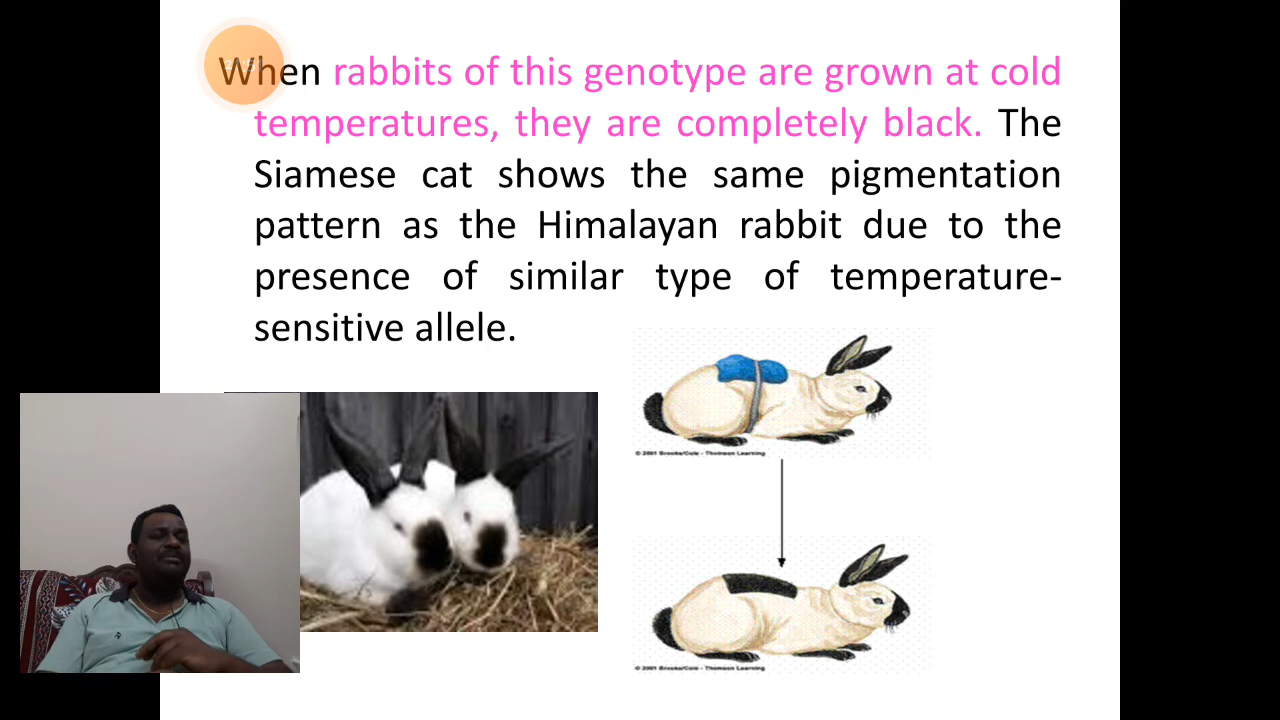 When rabbits of this genotype are grown at cold
temperatures, they are completely black. The
Siamese cat shows the same pigmentation
pattern as the Himalayan rabbit due to the
presence of similar type of temperature-
sensitive allele.
© 2001 Brooks/Cole - Thomson Learning
© 2001 Brooks/Cole - Thomson Learning